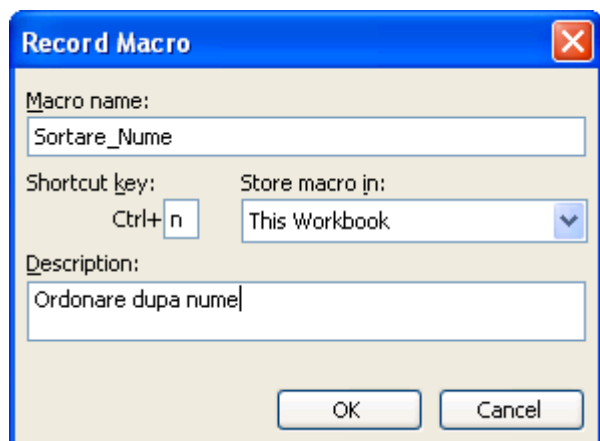 Record Macro
Macro name:
Sortare_Nume
Shortcut key: Store macro in:
Ctrl+ n This Workbook
Description:
Ordonare dupa nume
OK Cancel